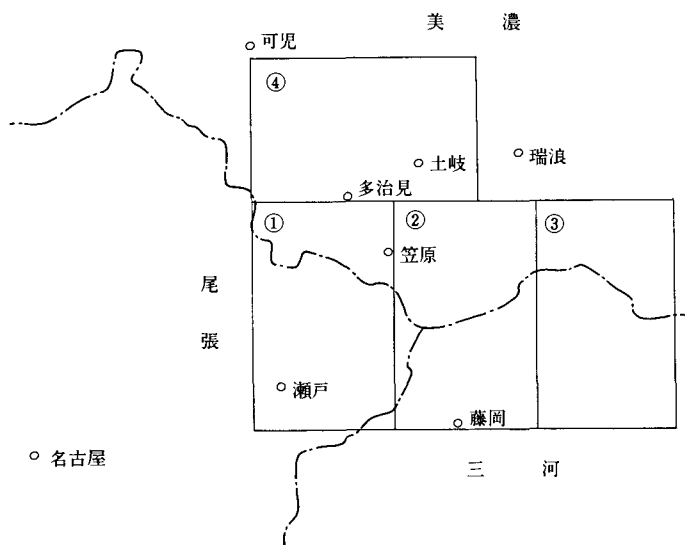 美濃
可児
④
土岐
瑞浪
多治見
①
②
③
笠原
尾張
瀬戸
藤岡
名古屋
三河